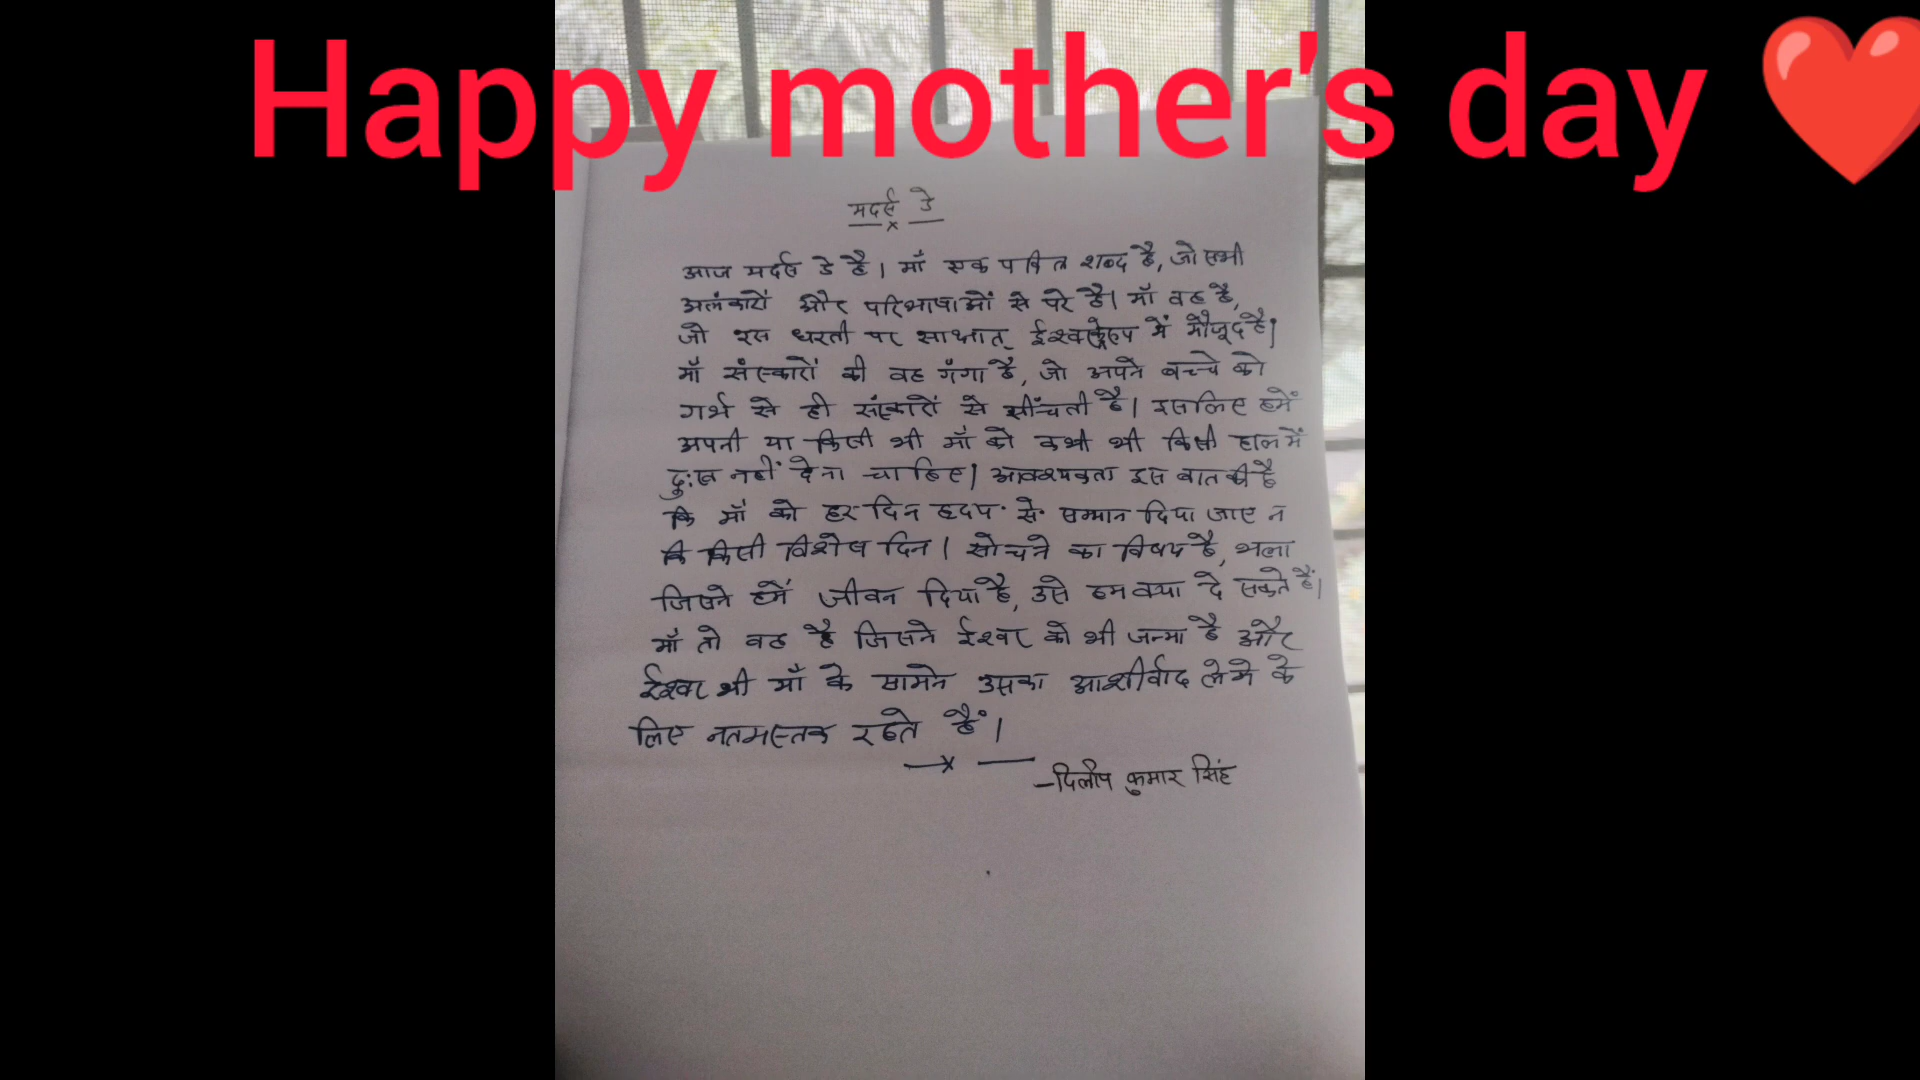 Happy mother's day ❤️
मदर्स डे
आज मदर्स डे है। माँ एक पवित्र शब्द है, जो सभी
अलंकारों और परिभाषाओं से परे है। माँ वह है,
जो इस धरती पर साक्षात् ईश्वर रूप में मौजूद है।
माँ संस्कारों की वह गंगा है, जो अपने बच्चे को
गर्भ से ही संस्कारों से सींचती है। इसलिए हमें
अपनी या किसी भी माँ को कभी भी किसी हाल में
दुःख नहीं देना चाहिए। आवश्यकता इस बात की है
कि माँ को हर दिन हृदय से सम्मान दिया जाए न
कि किसी विशेष दिन। सोचने का विषय है, भला
जिसने हमें जीवन दिया है, उसे हम क्या दे सकते हैं।
माँ तो वह है जिसने ईश्वर को भी जन्मा है और
ईश्वर भी माँ के सामने उसका आशीर्वाद लेने के
लिए नतमस्तक रहते हैं।
—दिलीप कुमार सिंह